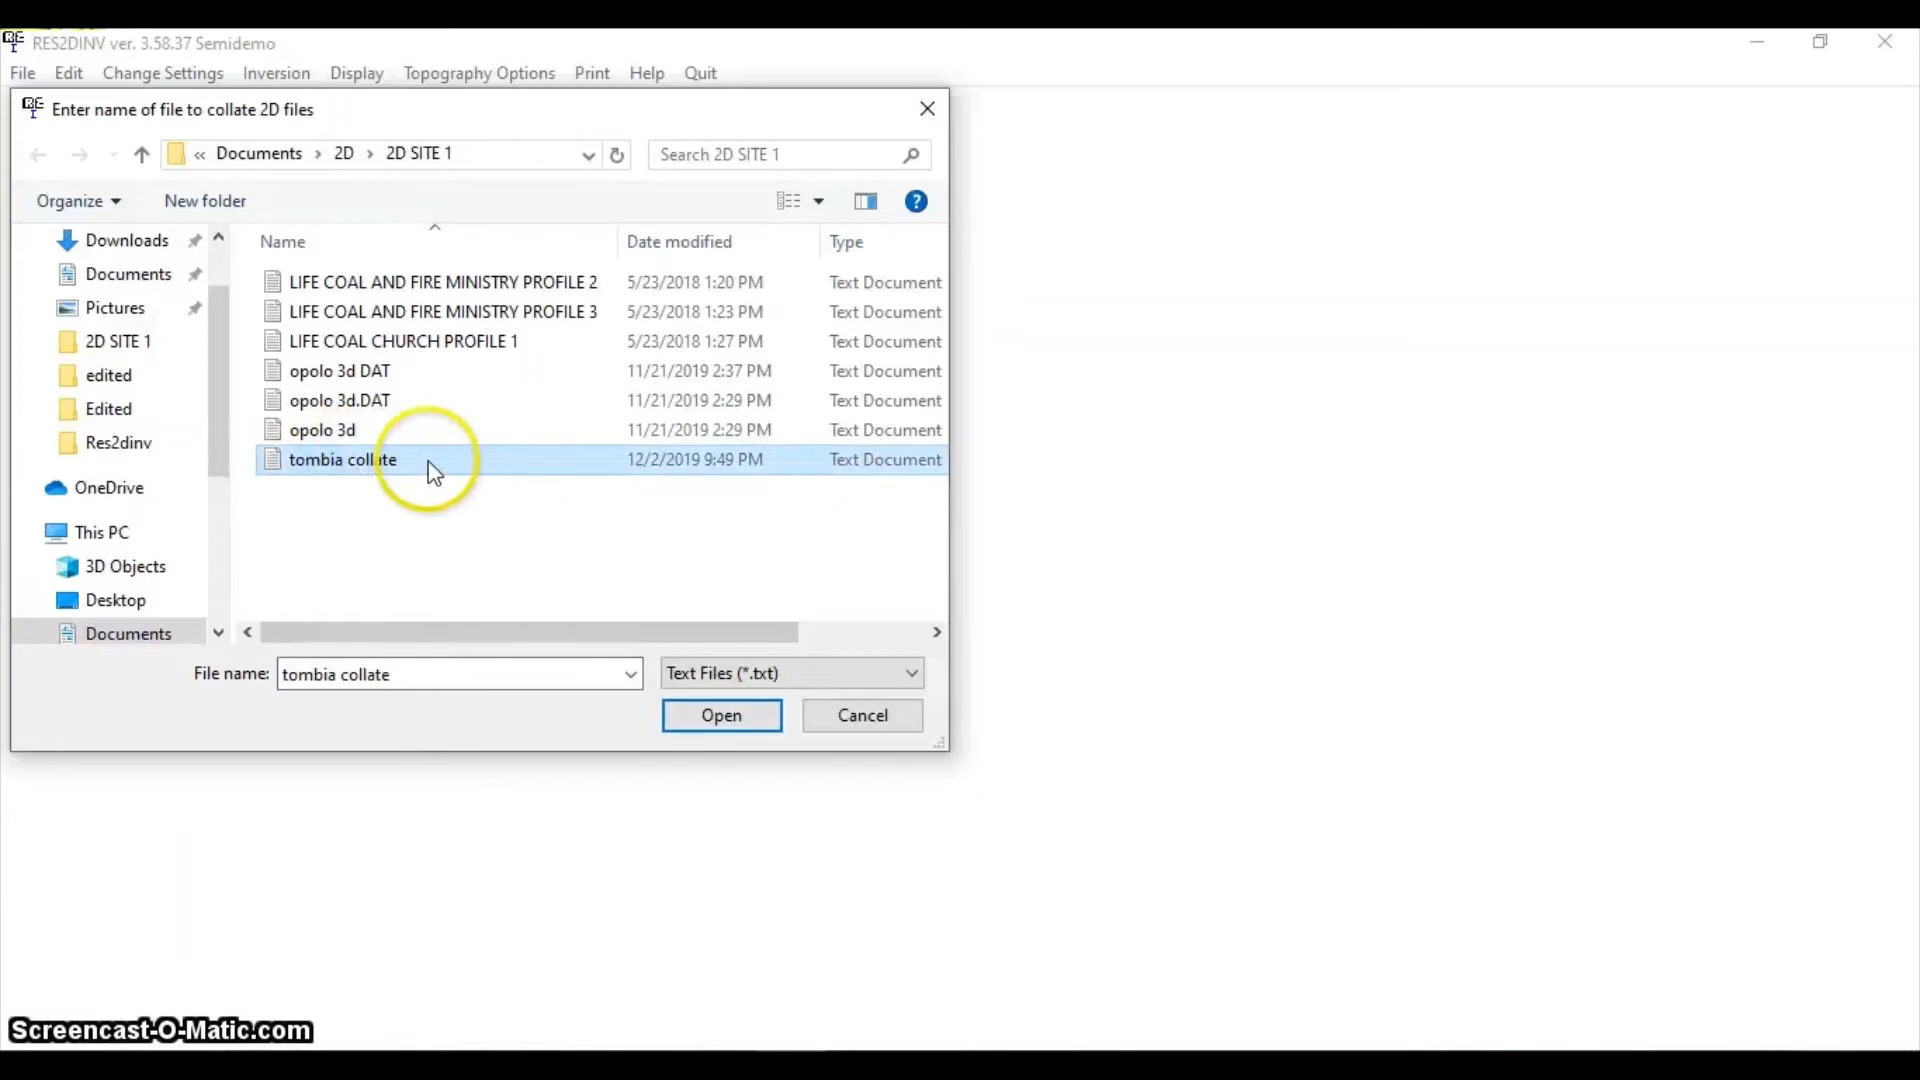 RES2DINV ver. 3.58.37 Semidemo
File Edit Change Settings Inversion Display Topography Options Print Help Quit
Enter name of file to collate 2D files
« Documents › 2D › 2D SITE 1
Search 2D SITE 1
Organize New folder
Name Date modified Type
LIFE COAL AND FIRE MINISTRY PROFILE 2 5/23/2018 1:20 PM Text Document
LIFE COAL AND FIRE MINISTRY PROFILE 3 5/23/2018 1:23 PM Text Document
LIFE COAL CHURCH PROFILE 1 5/23/2018 1:27 PM Text Document
opolo 3d DAT 11/21/2019 2:37 PM Text Document
opolo 3d.DAT 11/21/2019 2:29 PM Text Document
opolo 3d 11/21/2019 2:29 PM Text Document
tombia collate 12/2/2019 9:49 PM Text Document
Downloads
Documents
Pictures
2D SITE 1
edited
Edited
Res2dinv
OneDrive
This PC
3D Objects
Desktop
Documents
File name: tombia collate Text Files (*.txt)
Open Cancel
Screencast-O-Matic.com